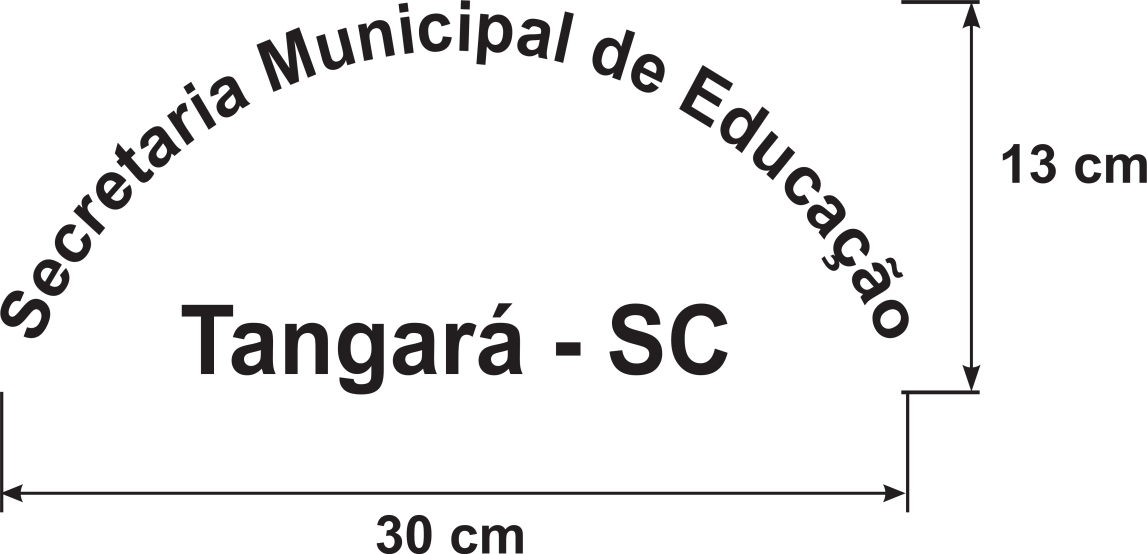 Secretaria Municipal de Educação
13 cm
Tangará - SC
30 cm